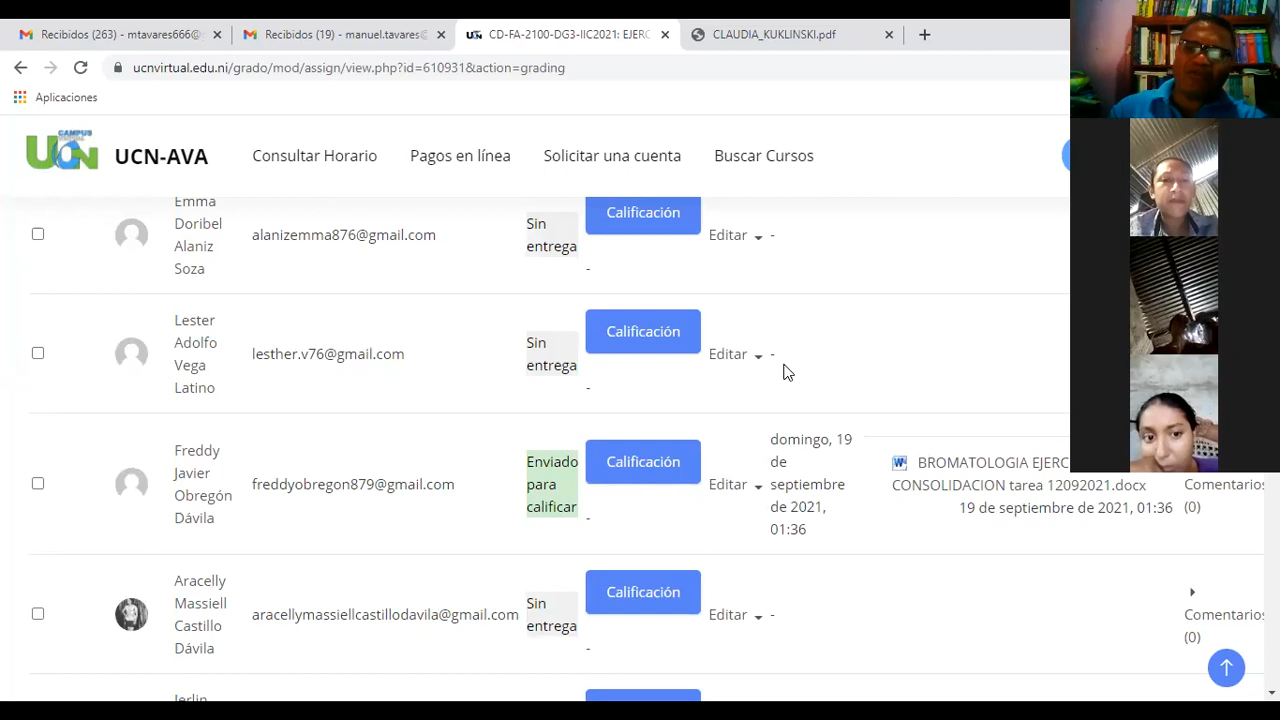 Recibidos (263) - mtavares666@
Recibidos (19) - manuel.tavares@
CD-FA-2100-DG3-IIC2021: EJERC
CLAUDIA_KUKLINSKI.pdf
ucnvirtual.edu.ni/grado/mod/assign/view.php?id=610931&action=grading
Aplicaciones
CAMPUS
UCN
UCN-AVA
Consultar Horario
Pagos en línea
Solicitar una cuenta
Buscar Cursos
Emma
Doribel
Alaniz
Soza
alanizemma876@gmail.com
Sin
entrega
Calificación
-
Editar
-
Lester
Adolfo
Vega
Latino
lesther.v76@gmail.com
Sin
entrega
Calificación
-
Editar
-
Freddy
Javier
Obregón
Dávila
freddyobregon879@gmail.com
Enviado
para
calificar
Calificación
-
Editar
domingo, 19
de
septiembre
de 2021,
01:36
BROMATOLOGIA EJERC
CONSOLIDACION tarea 12092021.docx
19 de septiembre de 2021, 01:36
Comentarios
(0)
Aracelly
Massiell
Castillo
Dávila
aracellymassiellcastillodavila@gmail.com
Sin
entrega
Calificación
-
Editar
-
Comentarios
(0)
Jerlin